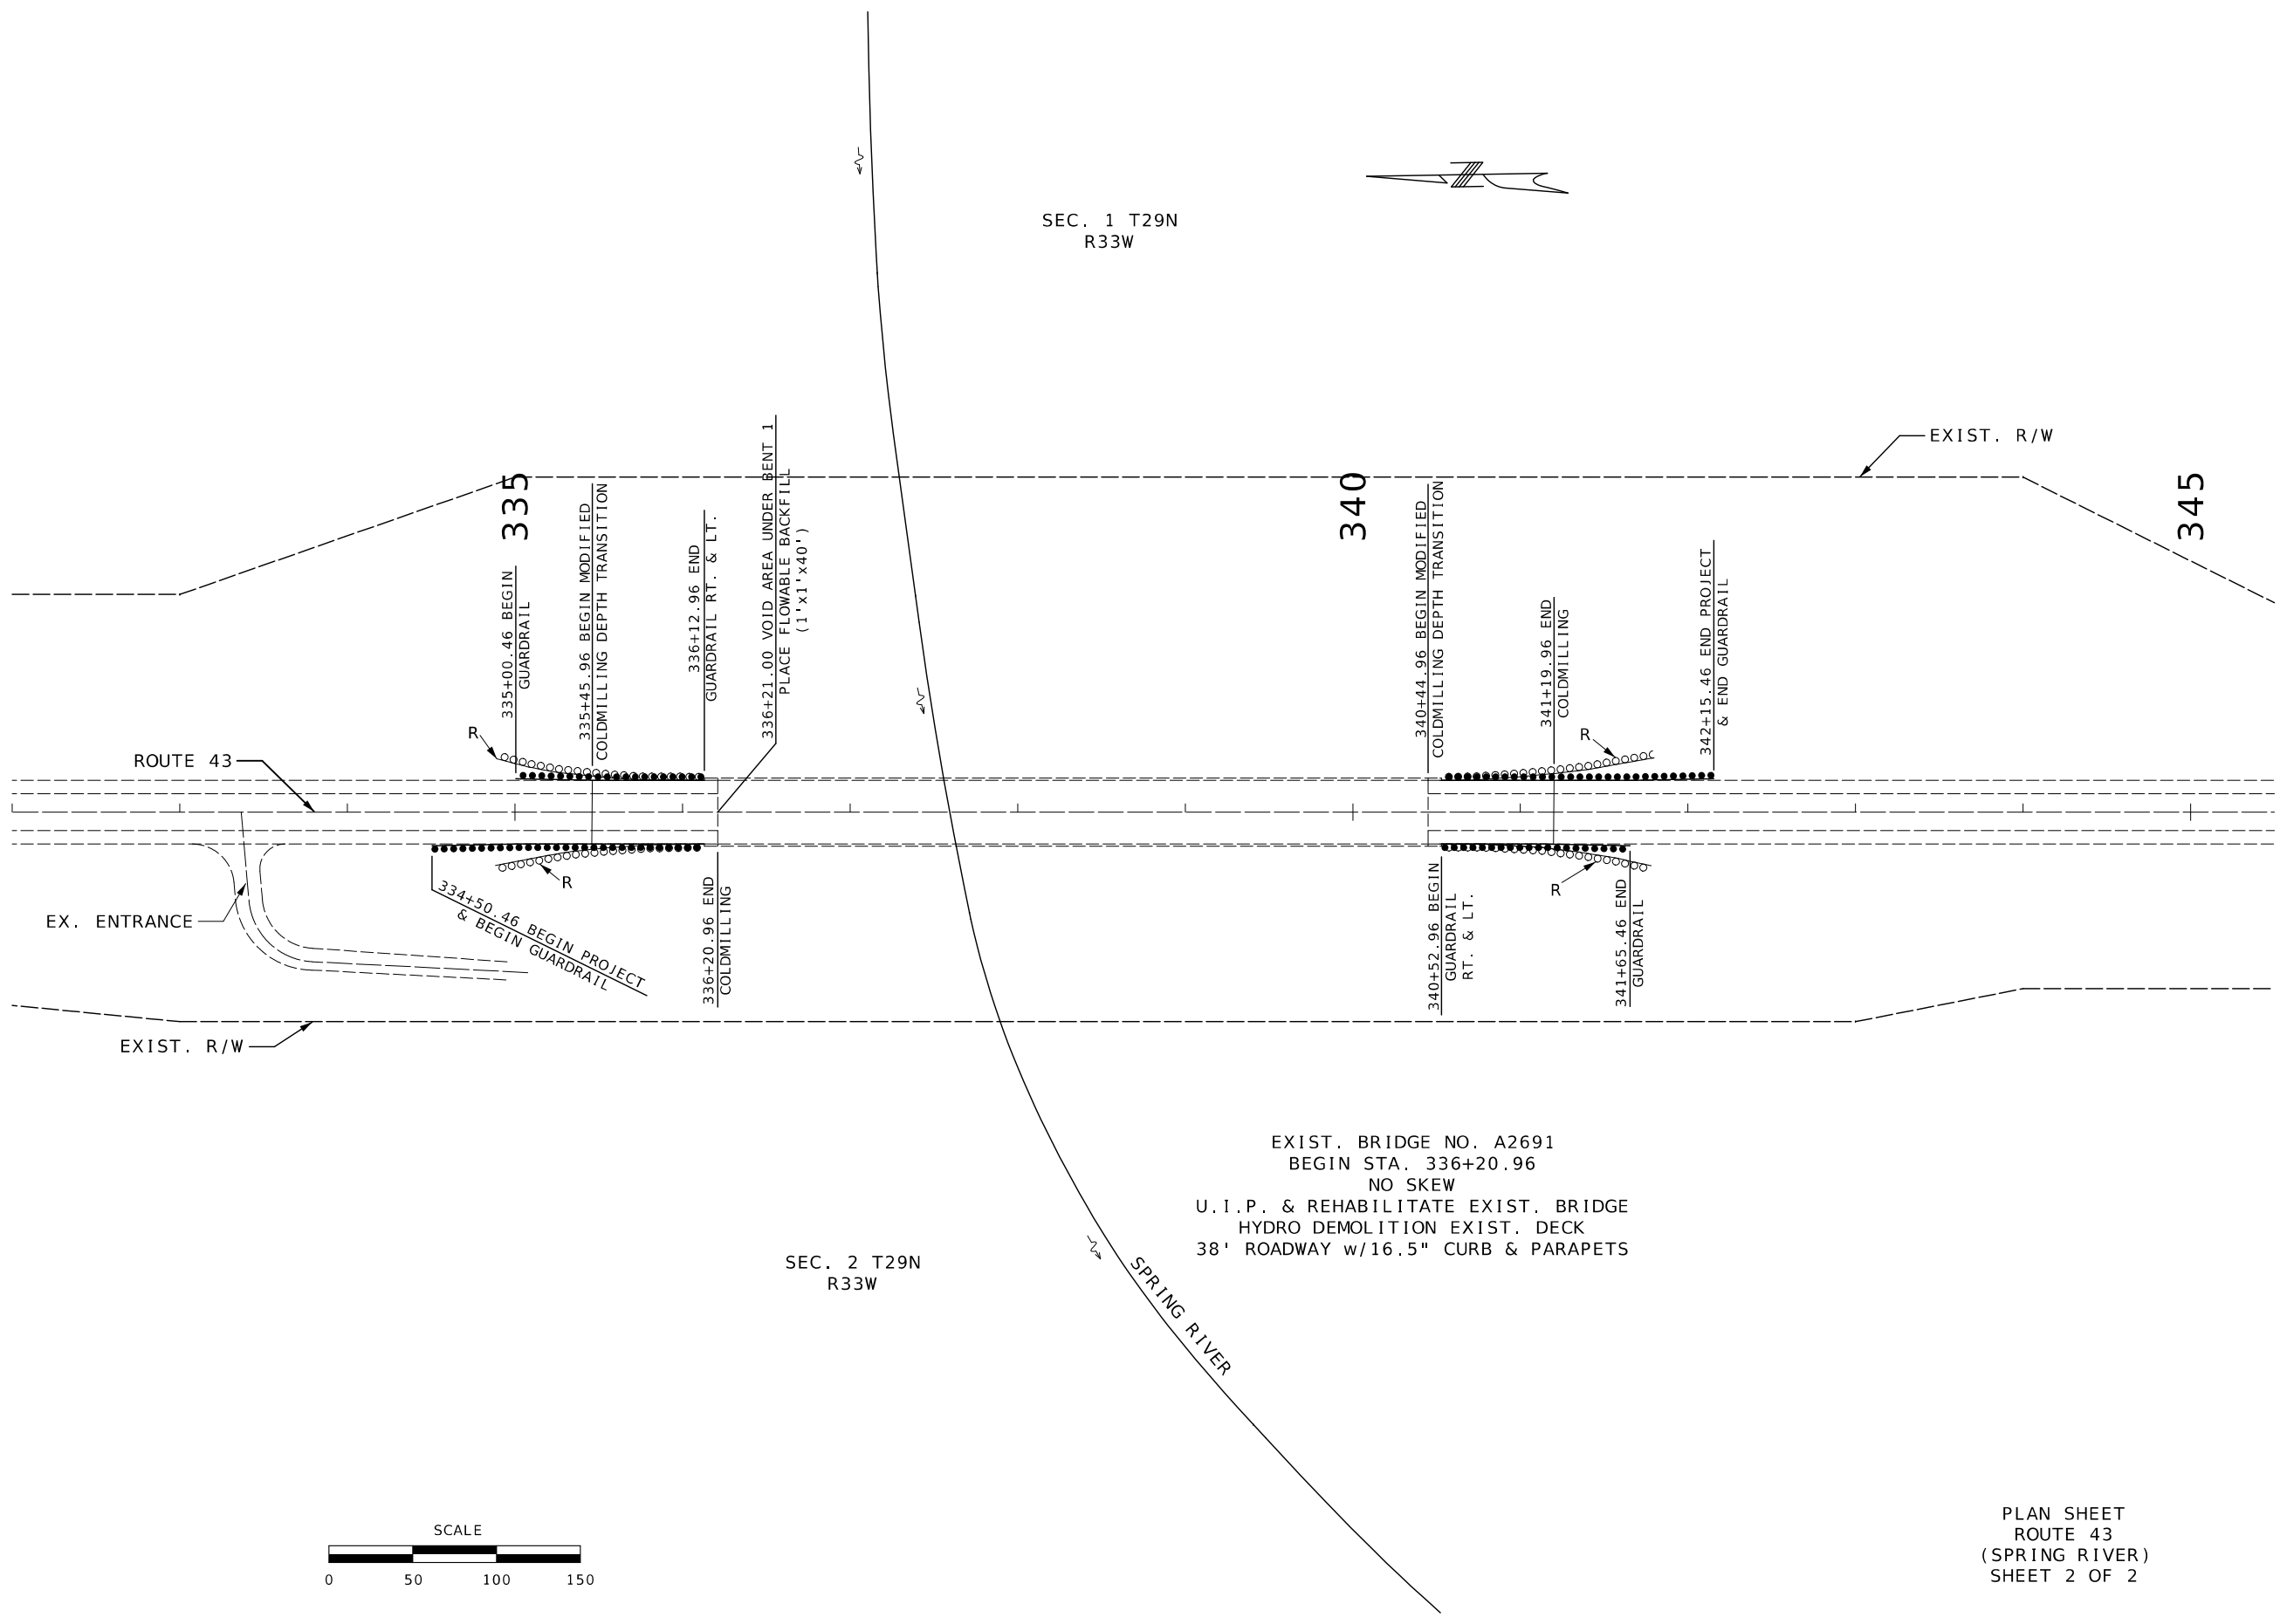 SEC. 1 T29N
R33W
EXIST. R/W
335
340
345
335+00.46 BEGIN
GUARDRAIL
335+45.96 BEGIN MODIFIED
COLDMILLING DEPTH TRANSITION
336+12.96 END
GUARDRAIL RT. & LT.
336+21.00 VOID AREA UNDER BENT 1
PLACE FLOWABLE BACKFILL
(1'x1'x40')
340+44.96 BEGIN MODIFIED
COLDMILLING DEPTH TRANSITION
341+19.96 END
COLDMILLING
342+15.46 END PROJECT
& END GUARDRAIL
R
R
ROUTE 43
R
R
EX. ENTRANCE
334+50.46 BEGIN PROJECT
& BEGIN GUARDRAIL
336+20.96 END
COLDMILLING
340+52.96 BEGIN
GUARDRAIL
RT. & LT.
341+65.46 END
GUARDRAIL
EXIST. R/W
EXIST. BRIDGE NO. A2691
BEGIN STA. 336+20.96
NO SKEW
U.I.P. & REHABILITATE EXIST. BRIDGE
HYDRO DEMOLITION EXIST. DECK
38' ROADWAY w/16.5" CURB & PARAPETS
SEC. 2 T29N
R33W
SPRING RIVER
SCALE
0 50 100 150
PLAN SHEET
ROUTE 43
(SPRING RIVER)
SHEET 2 OF 2